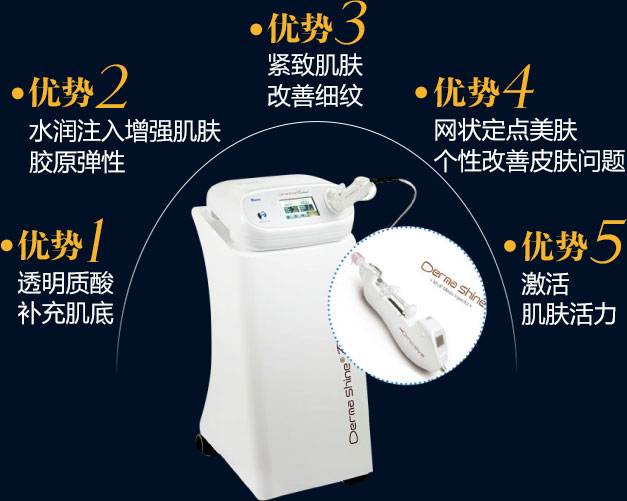 优势1
透明质酸
补充肌底
优势2
水润注入增强肌肤
胶原弹性
优势3
紧致肌肤
改善细纹
优势4
网状定点美肤
个性改善皮肤问题
优势5
激活
肌肤活力
Derma Shine
Derma Shine®